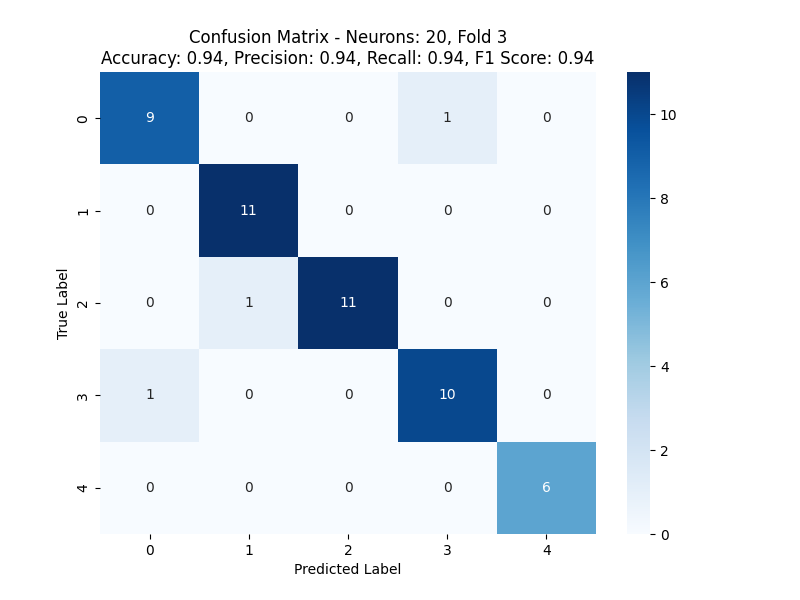 Confusion Matrix - Neurons: 20, Fold 3
Accuracy: 0.94, Precision: 0.94, Recall: 0.94, F1 Score: 0.94
True Label
0 9 0 0 1 0
1 0 11 0 0 0
2 0 1 11 0 0
3 1 0 0 10 0
4 0 0 0 0 6
0 1 2 3 4
Predicted Label
10
8
6
4
2
0